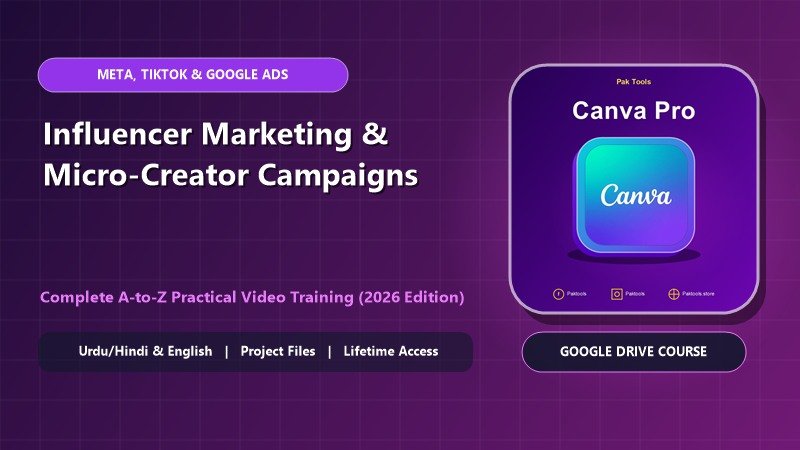 META, TIKTOK & GOOGLE ADS
Influencer Marketing &
Micro-Creator Campaigns
Complete A-to-Z Practical Video Training (2026 Edition)
Urdu/Hindi & English | Project Files | Lifetime Access
Pak Tools
Canva Pro
Canva
Paktools Paktools Paktools.store
GOOGLE DRIVE COURSE